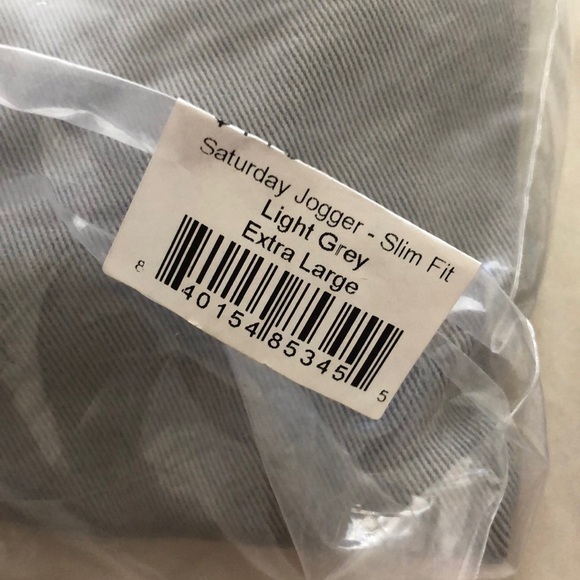 Saturday Jogger - Slim Fit
Light Grey
Extra Large
8 40154 85345 5